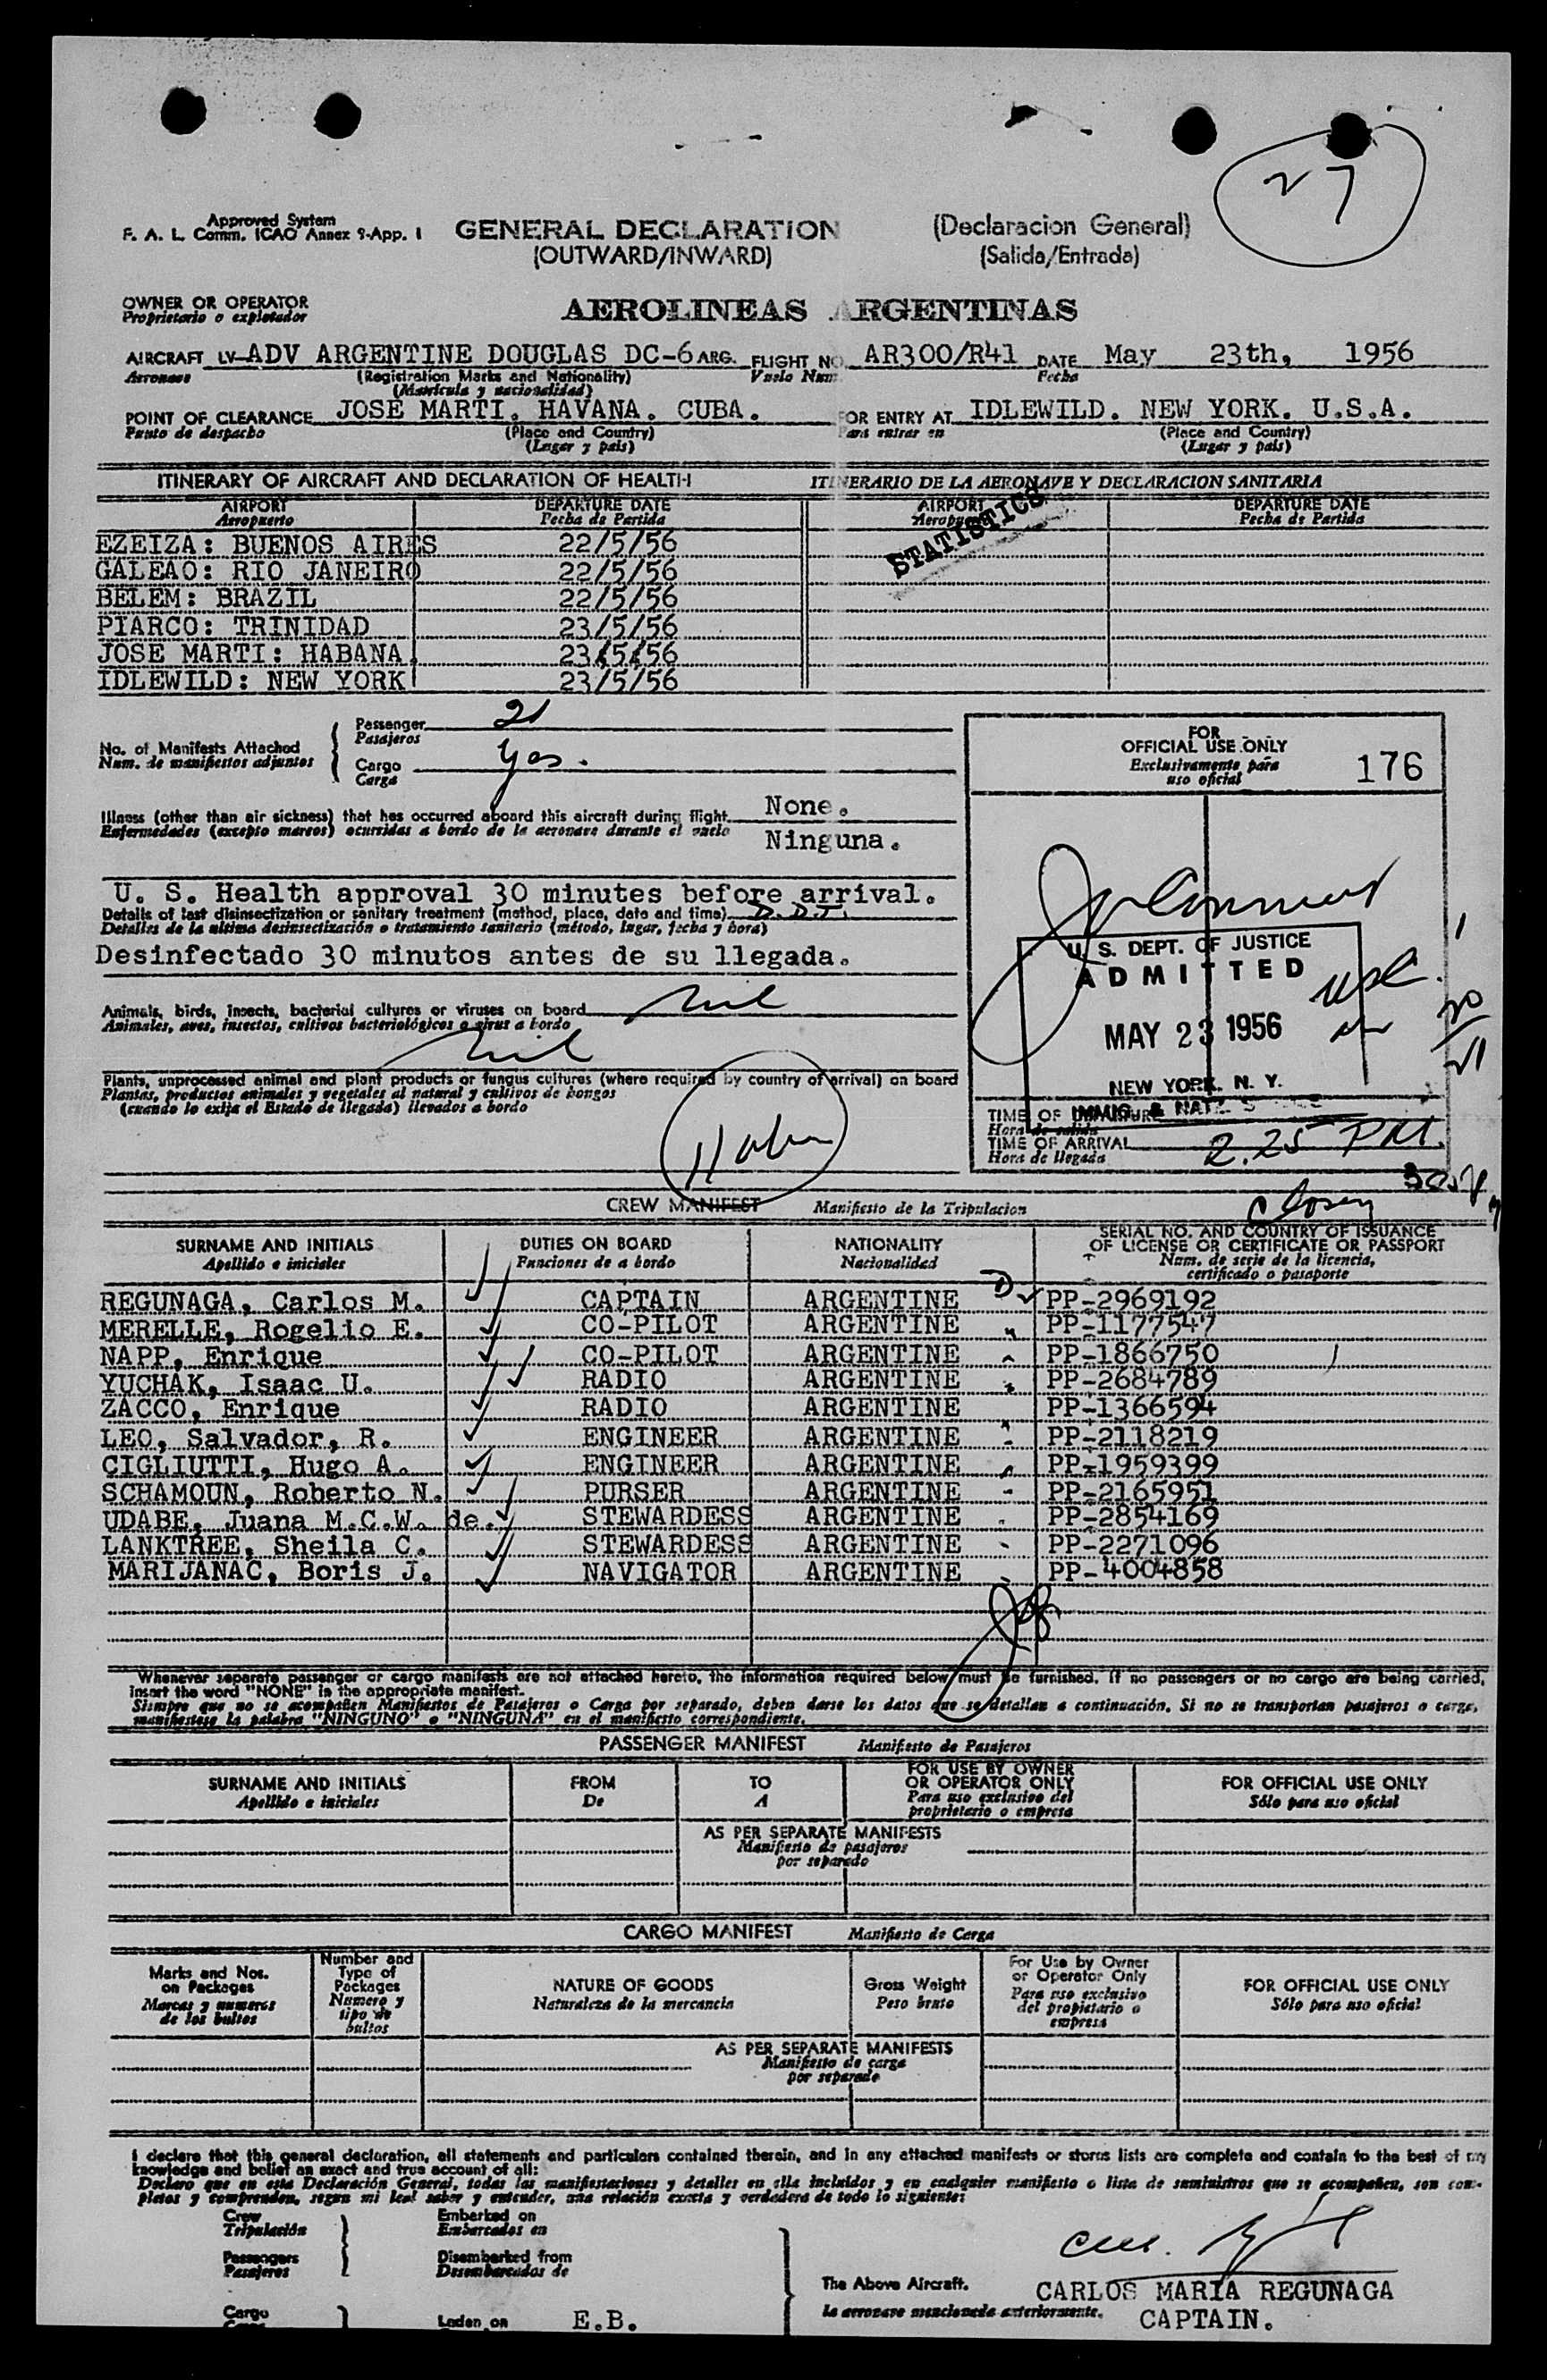 27
Approved System
F. A. L. Comm. ICAO Annex 9-App. I
GENERAL DECLARATION
(Declaracion General)
(OUTWARD/INWARD)
(Salida/Entrada)
OWNER OR OPERATOR
Proprietario o explotador
AEROLINEAS ARGENTINAS
AIRCRAFT LV-ADV ARGENTINE DOUGLAS DC-6 ARG. FLIGHT NO. AR300/R41 DATE May 23th, 1956
Aeronave (Registration Marks and Nationality) Vuelo Num. Fecha
(Matricula y nacionalidad)
POINT OF CLEARANCE JOSE MARTI. HAVANA. CUBA. FOR ENTRY AT IDLEWILD. NEW YORK. U.S.A.
Punto de despacho (Place and Country) Para entrar en (Place and Country)
(Lugar y país) (Lugar y país)
ITINERARY OF AIRCRAFT AND DECLARATION OF HEALTH ITINERARIO DE LA AERONAVE Y DECLARACION SANITARIA
AIRPORT DEPARTURE DATE AIRPORT DEPARTURE DATE
Aeropuerto Fecha de Partida Aeropuerto Fecha de Partida
STATISTICS
EZEIZA: BUENOS AIRES 22/5/56
GALEAO: RIO JANEIRO 22/5/56
BELEM: BRAZIL 22/5/56
PIARCO: TRINIDAD 23/5/56
JOSE MARTI: HABANA 23/5/56
IDLEWILD: NEW YORK 23/5/56
No. of Manifests Attached
Num. de manifiestos adjuntos
Passenger 21
Pasajeros
Cargo yes.
Carga
Illness (other than air sickness) that has occurred aboard this aircraft during flight None.
Enfermedades (excepto mareos) ocurridas a bordo de la aeronave durante el vuelo Ninguna.
U. S. Health approval 30 minutes before arrival.
Details of last disinsectization or sanitary treatment (method, place, date and time) D.D.T.
Detalles de la ultima desinsectización o tratamiento sanitario (método, lugar, fecha y hora)
Desinfectado 30 minutos antes de su llegada.
Animals, birds, insects, bacterial cultures or viruses on board nil
Animales, aves, insectos, cultivos bacteriológicos o virus a bordo
nil
Plants, unprocessed animal and plant products or fungus cultures (where required by country of arrival) on board
Plantas, productos animales y vegetales al natural y cultivos de hongos
(cuando lo exija el Estado de llegada) llevados a bordo
FOR
OFFICIAL USE ONLY
Exclusivamente para
uso oficial
176
U. S. DEPT. OF JUSTICE
ADMITTED
MAY 23 1956
NEW YORK, N. Y.
IMMIG. & NATZ.
USC
1
20
21
TIME OF DEPARTURE
Hora de salida
TIME OF ARRIVAL 2.25 PM
Hora de llegada
CREW MANIFEST Manifiesto de la Tripulacion
SURNAME AND INITIALS DUTIES ON BOARD NATIONALITY SERIAL NO. AND COUNTRY OF ISSUANCE
OF LICENSE OR CERTIFICATE OR PASSPORT
Apellido e iniciales Funciones de a bordo Nacionalidad Num. de serie de la licencia,
certificado o pasaporte
REGUNAGA, Carlos M. CAPTAIN ARGENTINE PP-2969192
MERELLE, Rogelio E. CO-PILOT ARGENTINE PP-1177547
NAPP, Enrique CO-PILOT ARGENTINE PP-1866750
YUCHAK, Isaac U. RADIO ARGENTINE PP-2684789
ZACCO, Enrique RADIO ARGENTINE PP-1366594
LEO, Salvador, R. ENGINEER ARGENTINE PP-2118219
CIGLIUTTI, Hugo A. ENGINEER ARGENTINE PP-1959399
SCHAMOUN, Roberto N. PURSER ARGENTINE PP-2165951
UDABE, Juana M.C.W. de. STEWARDESS ARGENTINE PP-2854169
LANKTREE, Sheila C. STEWARDESS ARGENTINE PP-2271096
MARIJANAC, Boris J. NAVIGATOR ARGENTINE PP-4004858
Whenever separate passenger or cargo manifests are not attached hereto, the information required below must be furnished. If no passengers or no cargo are being carried,
insert the word "NONE" in the appropriate manifest.
Siempre que no se acompañen Manifiestos de Pasajeros o Carga por separado, deben darse los datos que se detallan a continuación. Si no se transportan pasajeros o carga,
manifiestese la palabra "NINGUNO" o "NINGUNA" en el manifiesto correspondiente.
PASSENGER MANIFEST Manifiesto de Pasajeros
SURNAME AND INITIALS FROM TO FOR USE BY OWNER
OR OPERATOR ONLY FOR OFFICIAL USE ONLY
Apellido e iniciales De A Para uso exclusivo del
proprietario o empresa Sólo para uso oficial
AS PER SEPARATE MANIFESTS
Manifiesto de pasajeros
por separado
CARGO MANIFEST Manifiesto de Carga
Marks and Nos.
on Packages
Marcas y numeros
de los bultos
Number and
Type of
Packages
Numero y
tipo de
bultos
NATURE OF GOODS
Naturaleza de la mercancia
Gross Weight
Peso bruto
For Use by Owner
or Operator Only
Para uso exclusivo
del propietario o
empresa
FOR OFFICIAL USE ONLY
Sólo para uso oficial
AS PER SEPARATE MANIFESTS
Manifiesto de carga
por separado
I declare that this general declaration, all statements and particulars contained therein, and in any attached manifests or stores lists are complete and contain to the best of my
knowledge and belief an exact and true account of all:
Declaro que en esta Declaración General, todas las manifestaciones y detalles en ella incluidos y en cualquier manifiesto o lista de suministros que se acompañen, son com-
pletos y comprenden, segun mi leal saber y entender, una relación exacta y verdadera de todo lo siguiente:
Crew
Tripulación
Passengers
Pasajeros
Cargo
Embarked on
Embarcados en
Disembarked from
Desembarcados de
Laden on E.B.
The Above Aircraft.
La aeronave mencionada anteriormente.
CARLOS MARIA REGUNAGA
CAPTAIN.